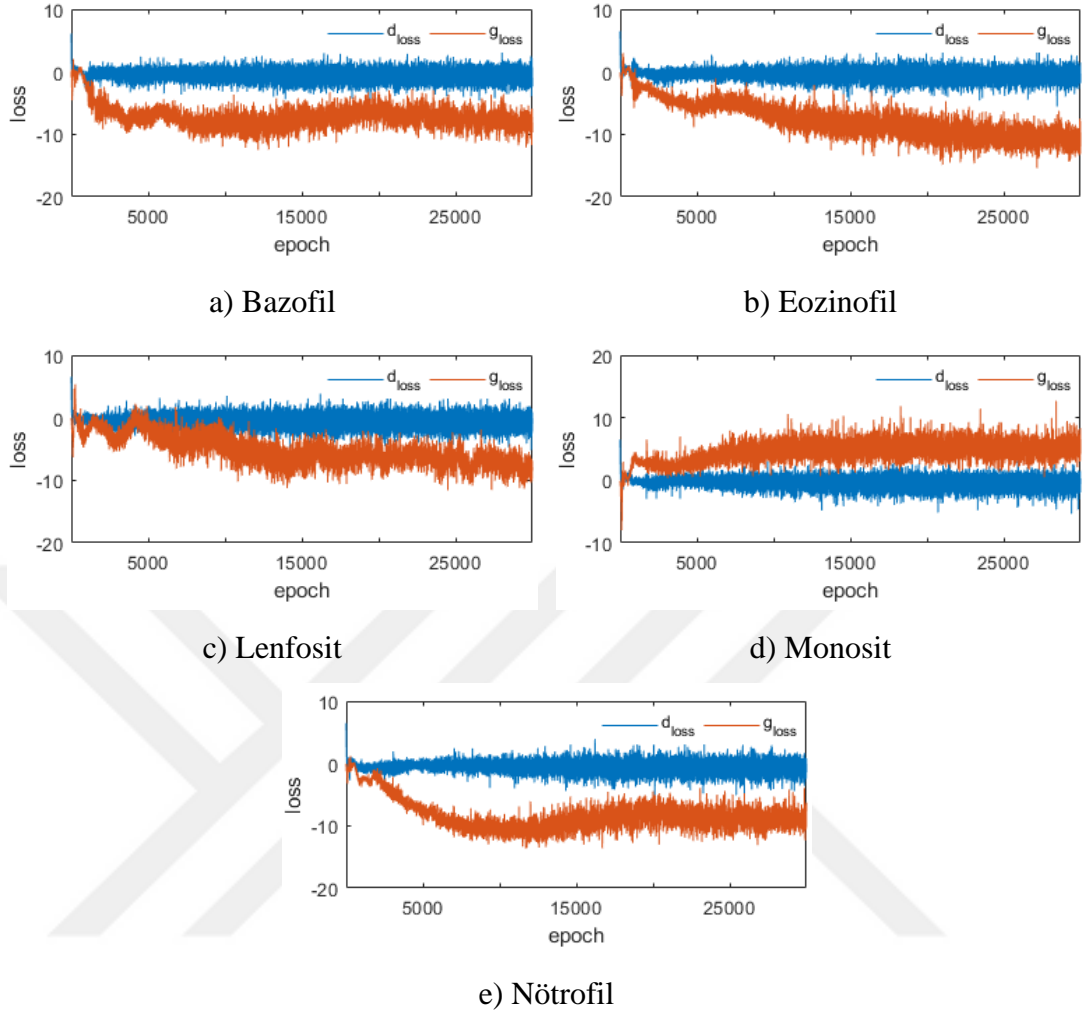 10
0
-10
-20
loss
d_loss g_loss
5000 15000 25000
epoch
a) Bazofil
10
0
-10
-20
loss
d_loss g_loss
5000 15000 25000
epoch
b) Eozinofil
10
0
-10
-20
loss
d_loss g_loss
5000 15000 25000
epoch
c) Lenfosit
20
10
0
-10
loss
d_loss g_loss
5000 15000 25000
epoch
d) Monosit
10
0
-10
-20
loss
d_loss g_loss
5000 15000 25000
epoch
e) Nötrofil